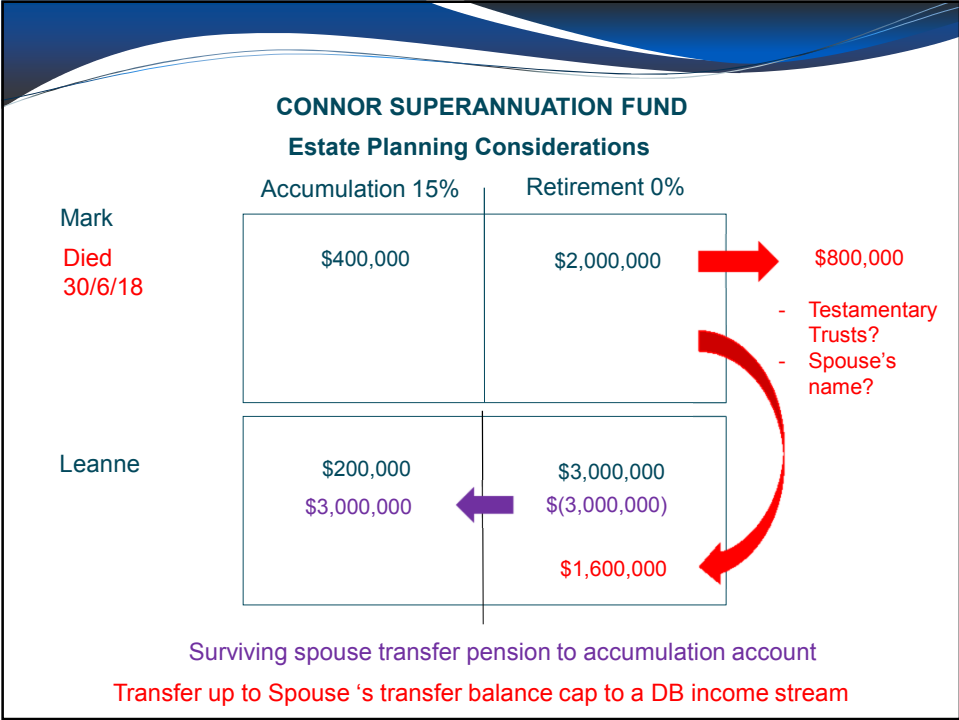 CONNOR SUPERANNUATION FUND
Estate Planning Considerations
Accumulation 15%
Retirement 0%
Mark
Died
30/6/18
$400,000
$2,000,000
$800,000
- Testamentary
Trusts?
- Spouse’s
name?
Leanne
$200,000
$3,000,000
$3,000,000
$(3,000,000)
$1,600,000
Surviving spouse transfer pension to accumulation account
Transfer up to Spouse ‘s transfer balance cap to a DB income stream